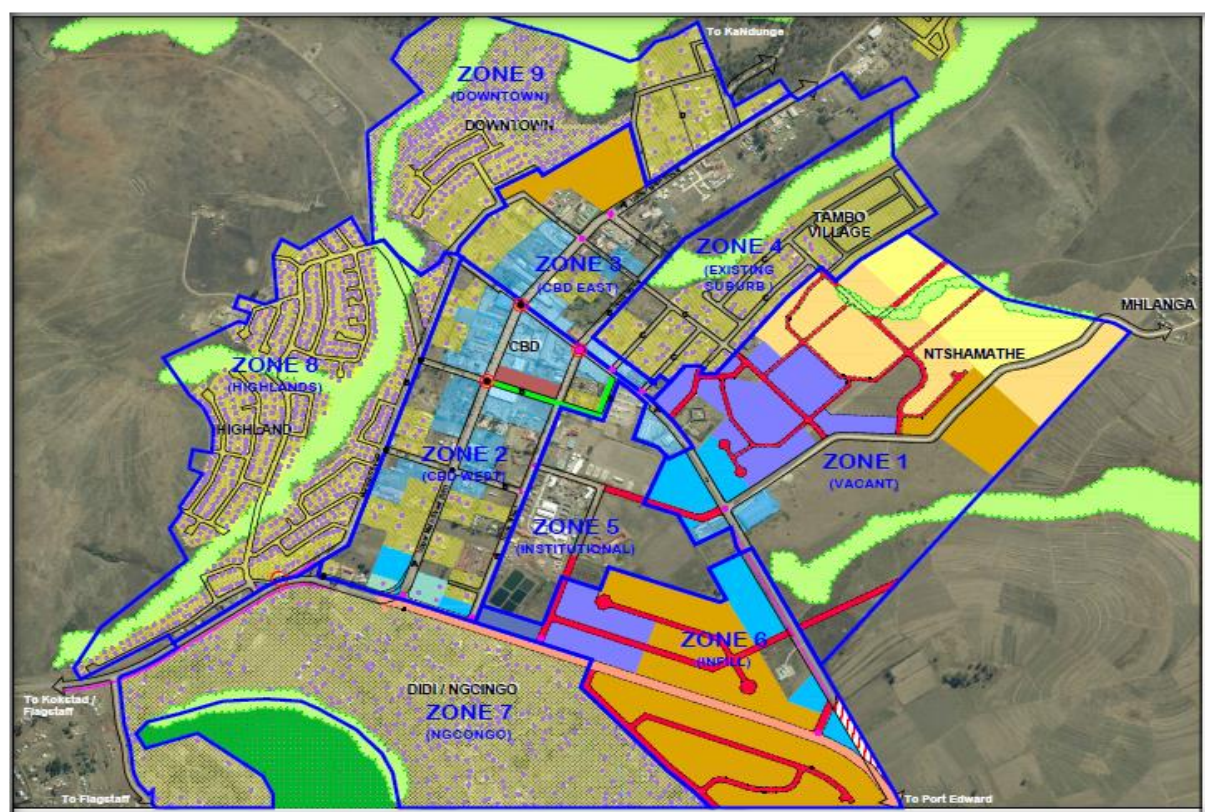 To KaNdunge
ZONE 9
(DOWNTOWN)
DOWNTOWN
TAMBO
VILLAGE
ZONE 4
(EXISTING
SUBURB )
ZONE 3
(CBD EAST)
MHLANGA
CBD
NTSHAMATHE
ZONE 8
(HIGHLANDS)
HIGHLAND
ZONE 2
(CBD WEST)
ZONE 1
(VACANT)
ZONE 5
(INSTITUTIONAL)
ZONE 6
(INFILL)
DIDI / NGCINGO
ZONE 7
(NGCONGO)
To Kokstad /
Flagstaff
To Flagstaff
To Port Edward